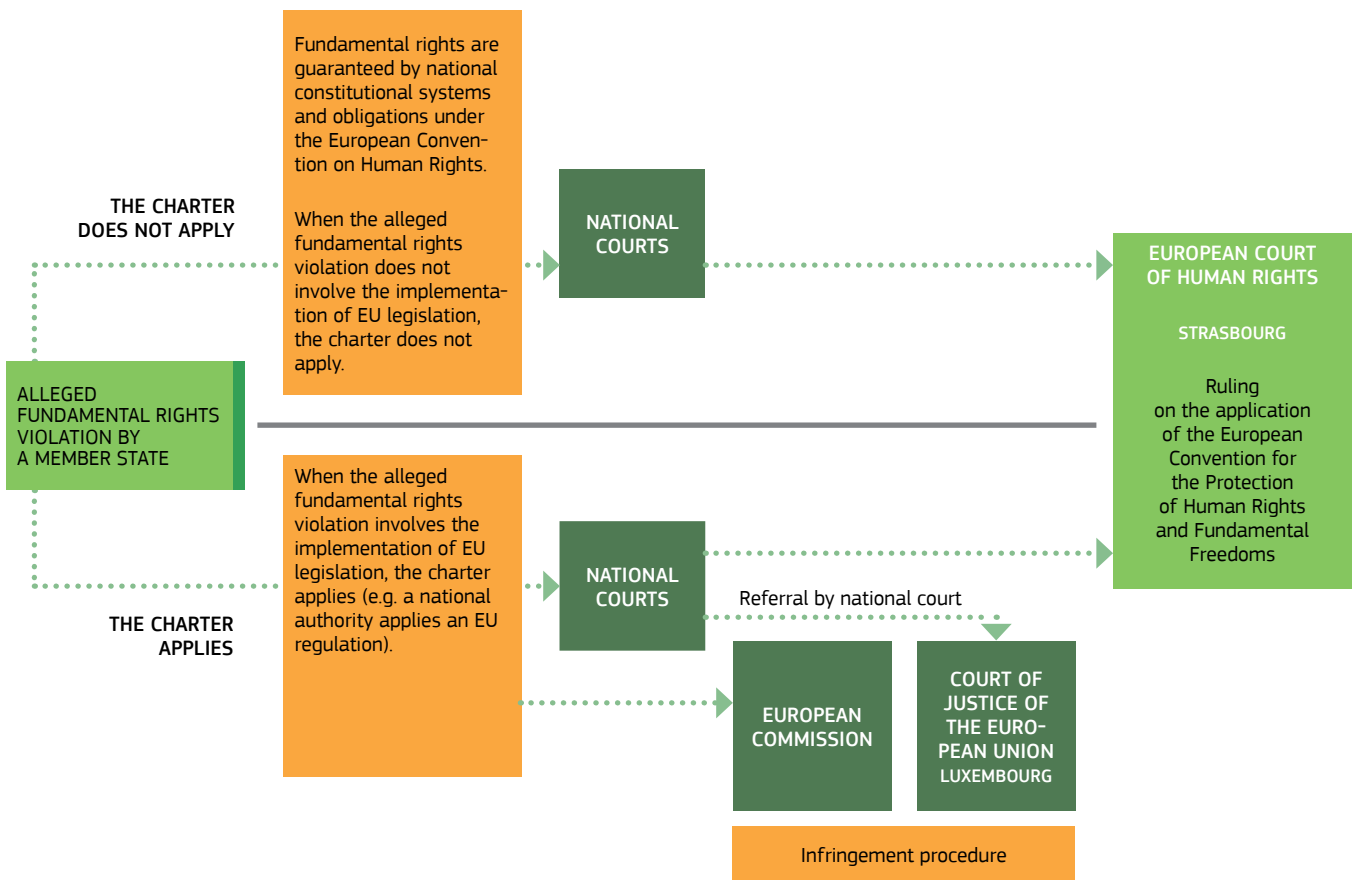 Fundamental rights are
guaranteed by national
constitutional systems
and obligations under
the European Conven-
tion on Human Rights.
When the alleged
fundamental rights
violation does not
involve the implementa-
tion of EU legislation,
the charter does not
apply.
THE CHARTER
DOES NOT APPLY
NATIONAL
COURTS
EUROPEAN COURT
OF HUMAN RIGHTS
STRASBOURG
Ruling
on the application
of the European
Convention for
the Protection
of Human Rights
and Fundamental
Freedoms
ALLEGED
FUNDAMENTAL RIGHTS
VIOLATION BY
A MEMBER STATE
When the alleged
fundamental rights
violation involves the
implementation of EU
legislation, the charter
applies (e.g. a national
authority applies an EU
regulation).
THE CHARTER
APPLIES
NATIONAL
COURTS
Referral by national court
EUROPEAN
COMMISSION
COURT OF
JUSTICE OF
THE EURO-
PEAN UNION
LUXEMBOURG
Infringement procedure